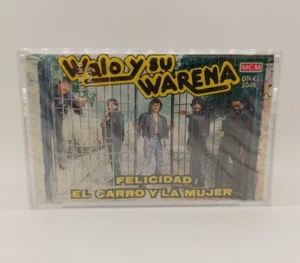 Walo y su
WARENA
MCM
FELICIDAD
EL CARRO Y LA MUJER